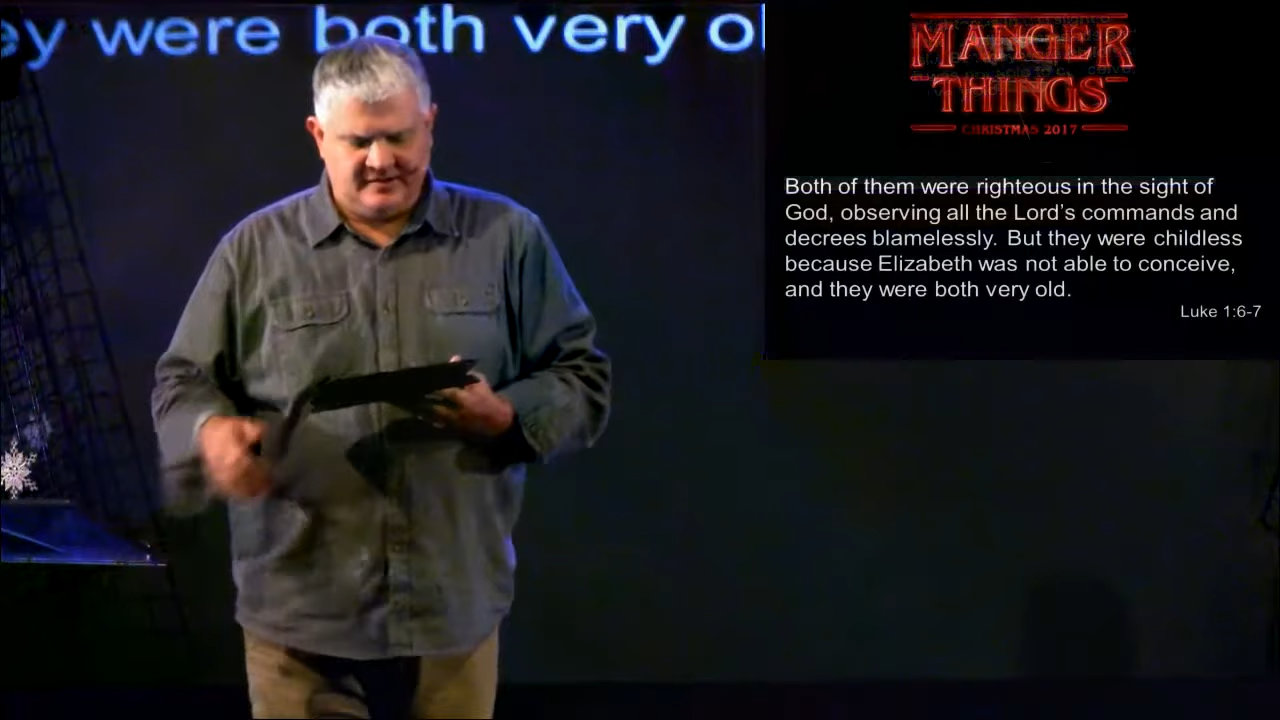 ey were both very ol
MANGER
THINGS
CHRISTMAS 2017
Both of them were righteous in the sight of
God, observing all the Lord’s commands and
decrees blamelessly. But they were childless
because Elizabeth was not able to conceive,
and they were both very old.
Luke 1:6-7